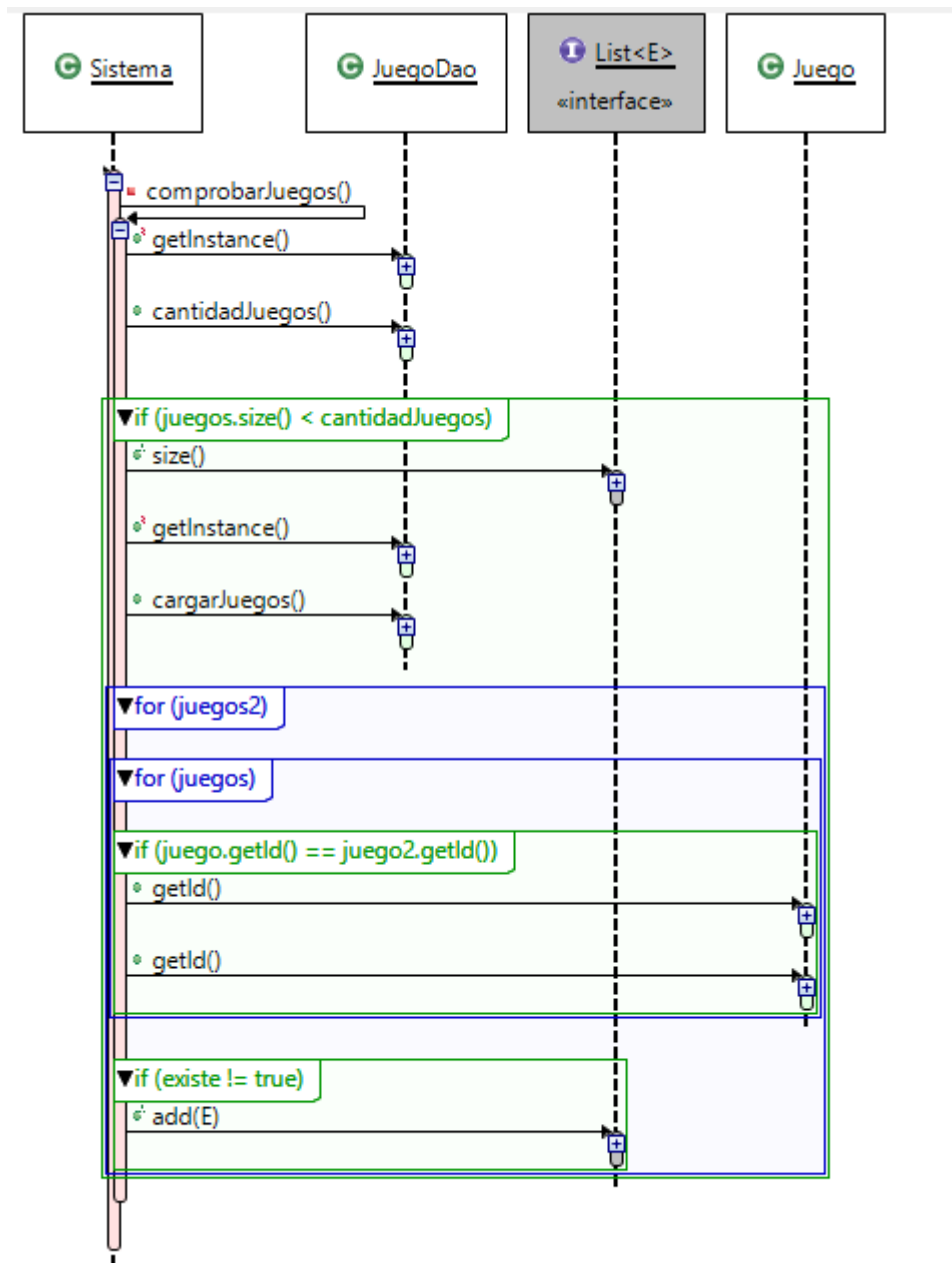 Sistema
JuegoDao
List<E>
«interface»
Juego
comprobarJuegos()
getInstance()
cantidadJuegos()
if (juegos.size() < cantidadJuegos)
size()
getInstance()
cargarJuegos()
for (juegos2)
for (juegos)
if (juego.getId() == juego2.getId())
getId()
getId()
if (existe != true)
add(E)